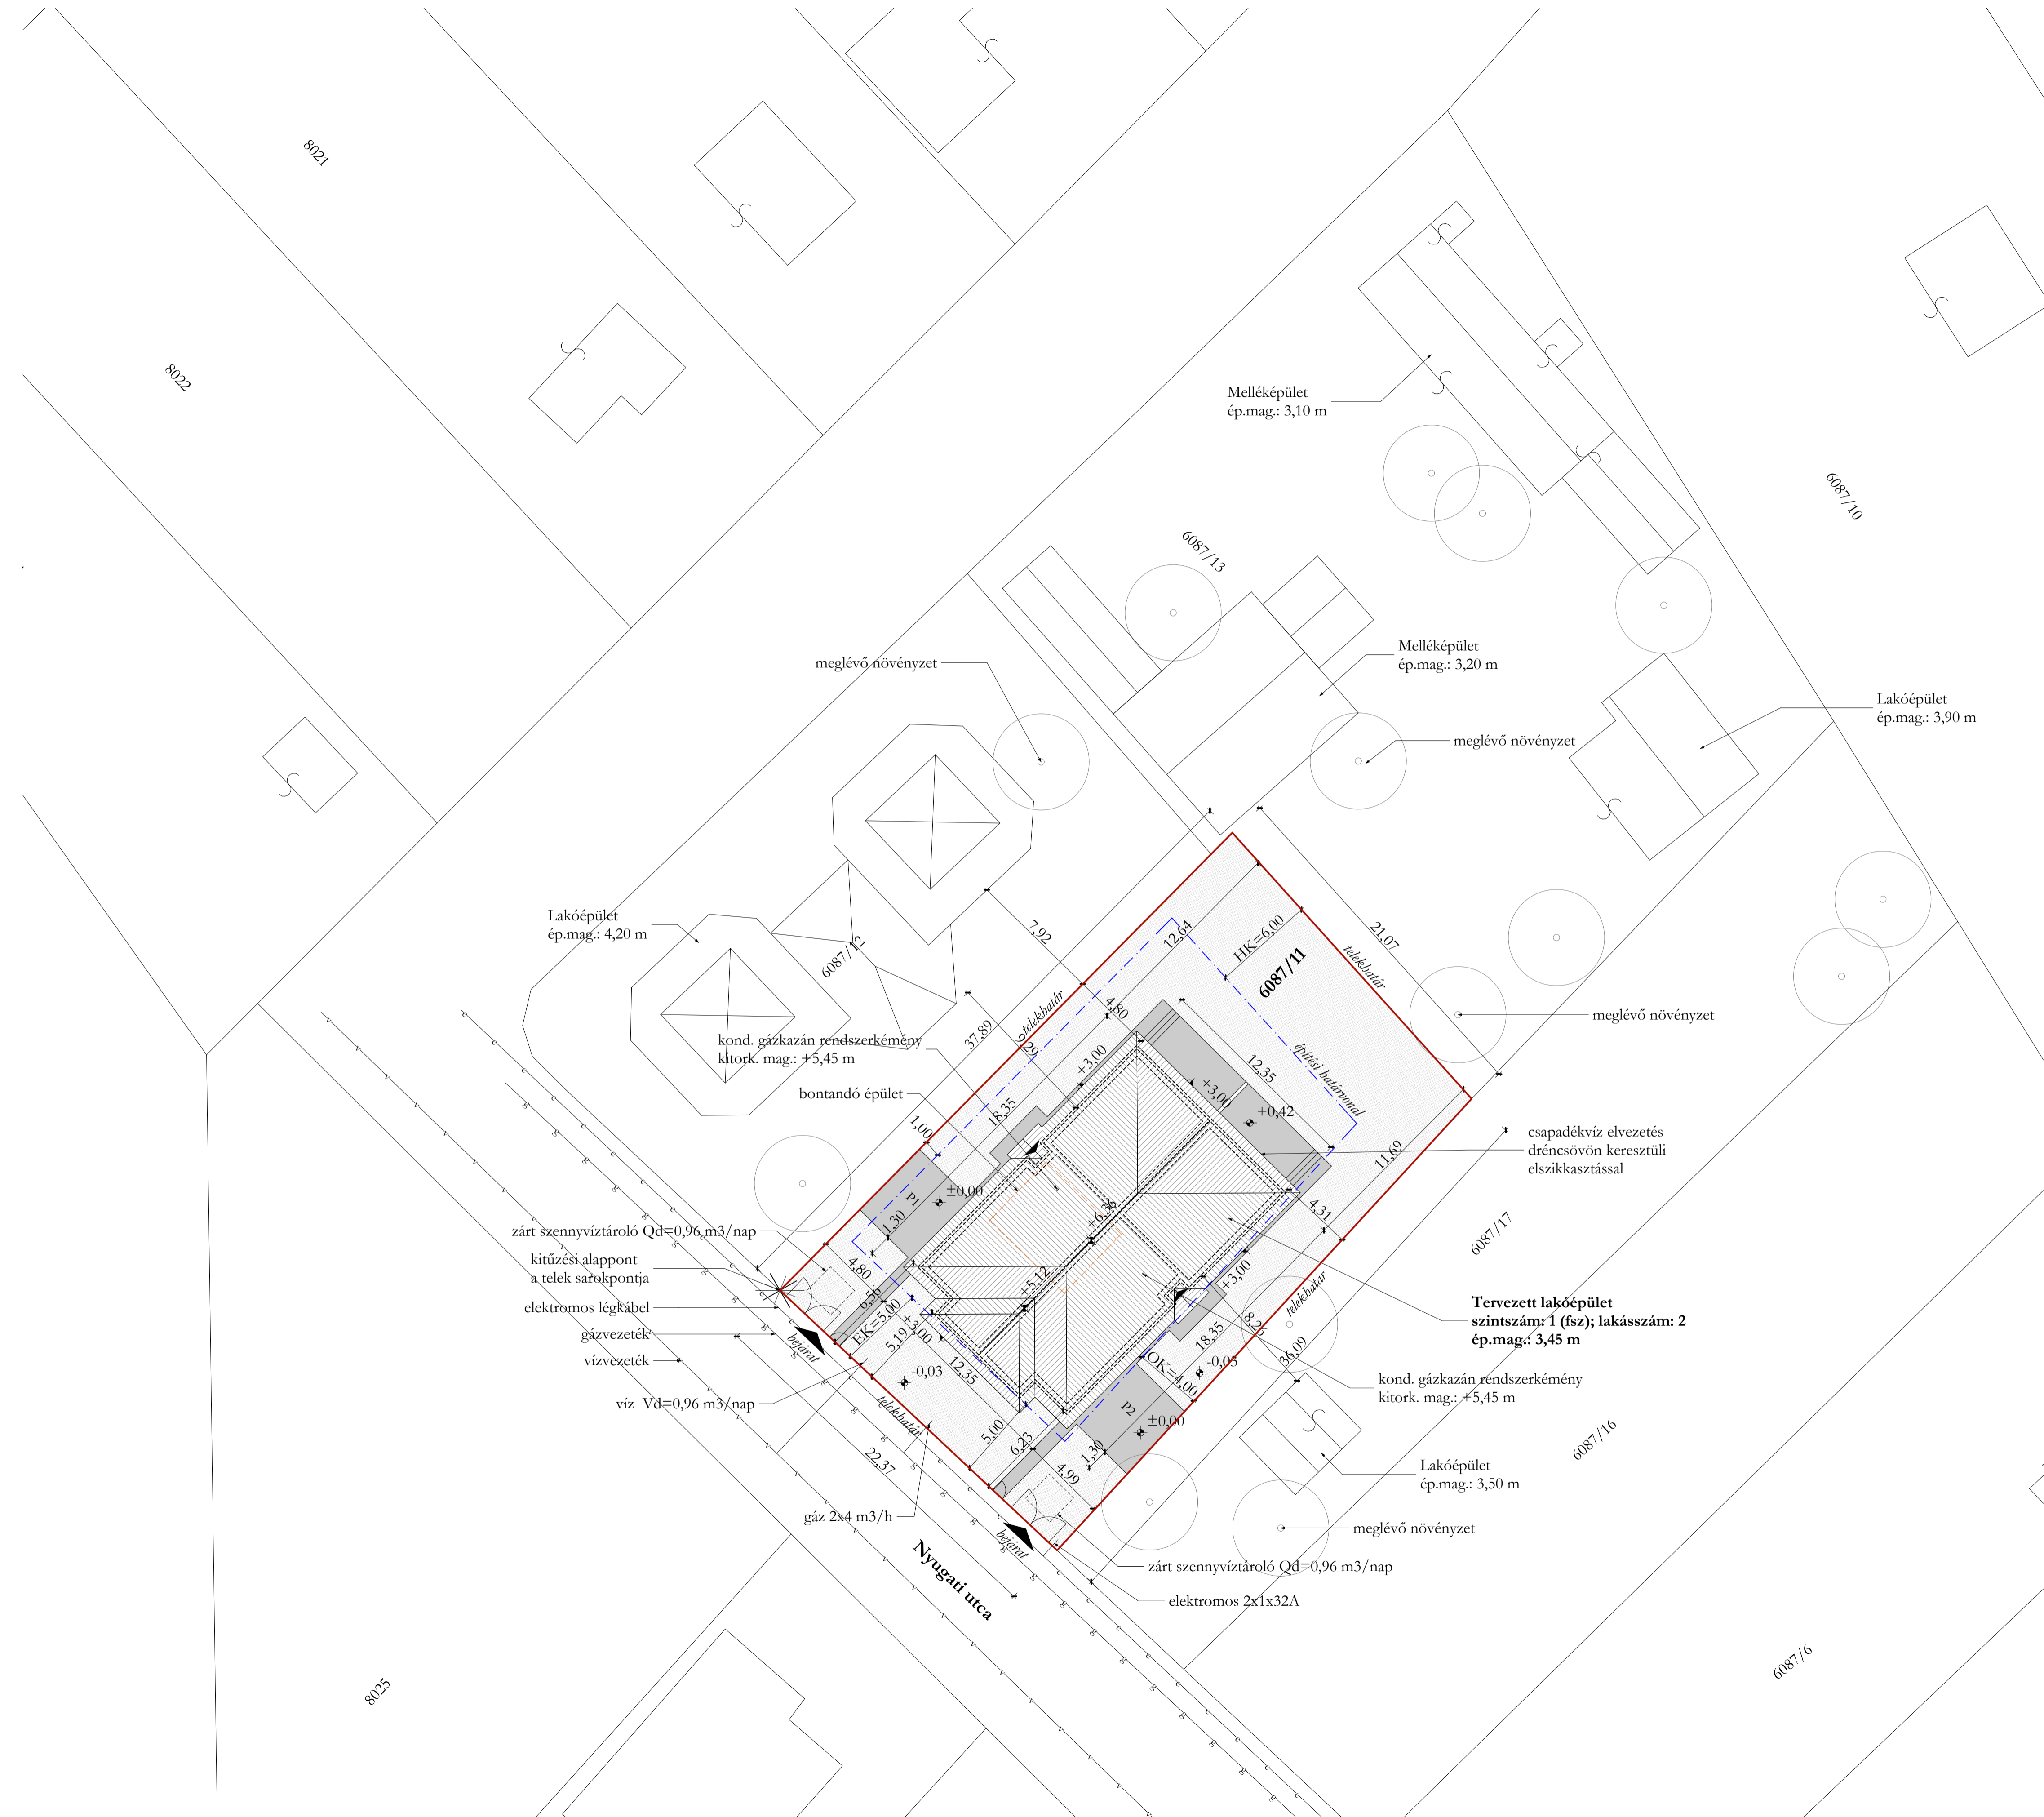 8021
8022
Melléképület
ép.mag.: 3,10 m
6087/10
6087/13
meglévő növényzet
Melléképület
ép.mag.: 3,20 m
Lakóépület
ép.mag.: 3,90 m
meglévő növényzet
Lakóépület
ép.mag.: 4,20 m
6087/12
7,92
12,64
HK=6,00
6087/11
21,07
telekhatár
4,80
telekhatár
37,89
9,29
meglévő növényzet
kond. gázkazán rendszerkémény
kitork. mag.: +5,45 m
+3,00
12,35
építési határvonal
bontandó épület
18,35
+3,00
+0,42
1,00
csapadékvíz elvezetés
dréncsövön keresztüli
elszikkasztással
11,69
P1
±0,00
1,30
+6,36
4,31
6087/17
zárt szennyvíztároló Qd=0,96 m3/nap
kitűzési alappont
a telek sarokpontja
4,80
6,56
+5,12
+3,00
telekhatár
elektromos légkábel
gázvezeték
vízvezeték
bejárat
EK=5,00
5,19
+3,00
12,35
8,26
18,35
36,09
Tervezett lakóépület
szintszám: 1 (fsz); lakásszám: 2
ép.mag.: 3,45 m
-0,03
-0,03
OK=4,00
kond. gázkazán rendszerkémény
kitork. mag.: +5,45 m
víz Vd=0,96 m3/nap
telekhatár
P2
±0,00
5,00
6,23
1,30
4,99
22,37
6087/16
Lakóépület
ép.mag.: 3,50 m
gáz 2x4 m3/h
bejárat
meglévő növényzet
Nyugati utca
zárt szennyvíztároló Qd=0,96 m3/nap
elektromos 2x1x32A
6087/6
8025